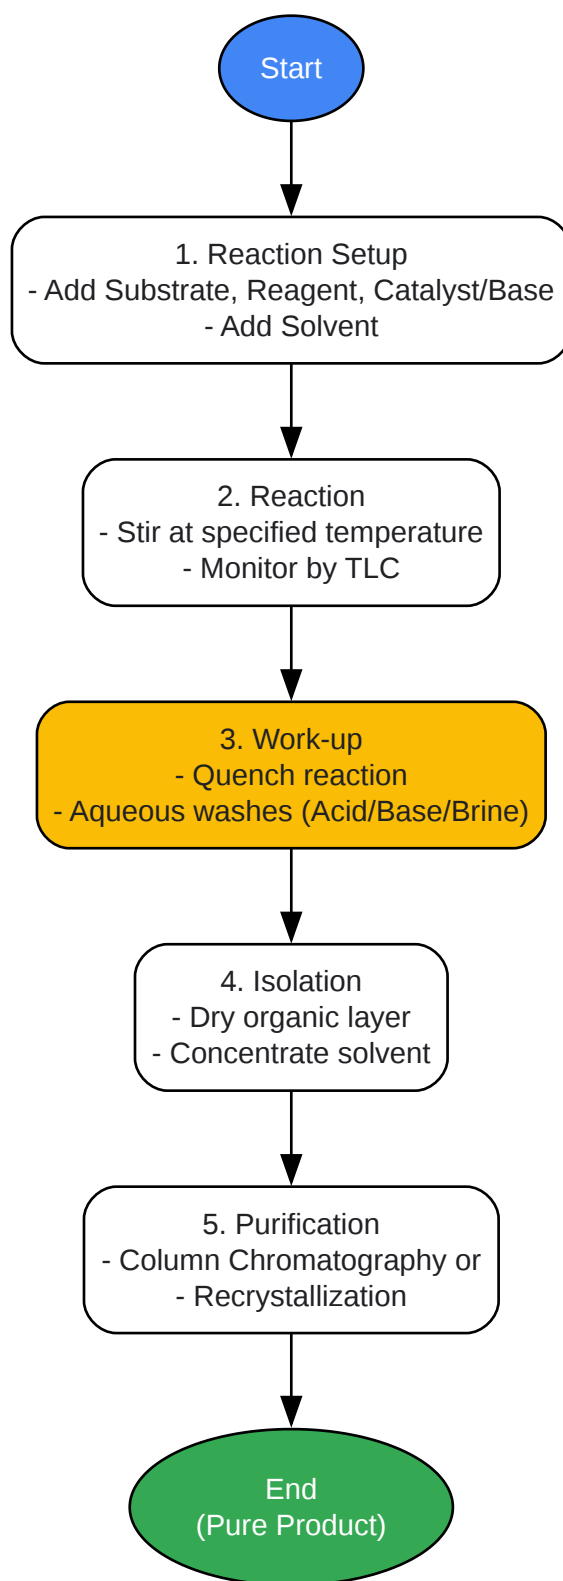 Start
1. Reaction Setup
- Add Substrate, Reagent, Catalyst/Base
- Add Solvent
2. Reaction
- Stir at specified temperature
- Monitor by TLC
3. Work-up
- Quench reaction
- Aqueous washes (Acid/Base/Brine)
4. Isolation
- Dry organic layer
- Concentrate solvent
5. Purification
- Column Chromatography or
- Recrystallization
End
(Pure Product)